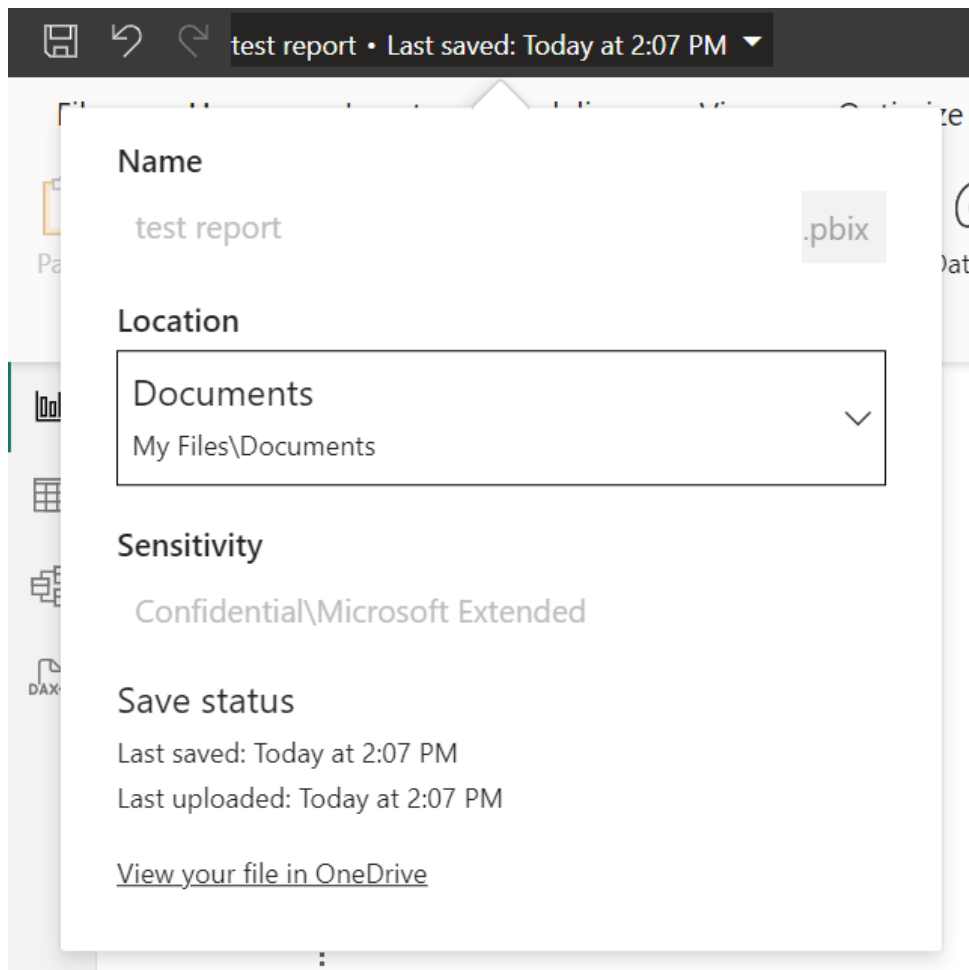 test report • Last saved: Today at 2:07 PM
Name
test report
.pbix
Location
Documents
My Files\Documents
Sensitivity
Confidential\Microsoft Extended
DAX
Save status
Last saved: Today at 2:07 PM
Last uploaded: Today at 2:07 PM
View your file in OneDrive